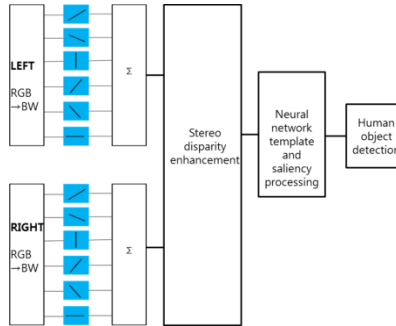 LEFT
RGB
→BW
Σ
Stereo
disparity
enhancement
Neural
network
template
and
saliency
processing
Human
object
detection
RIGHT
RGB
→BW
Σ